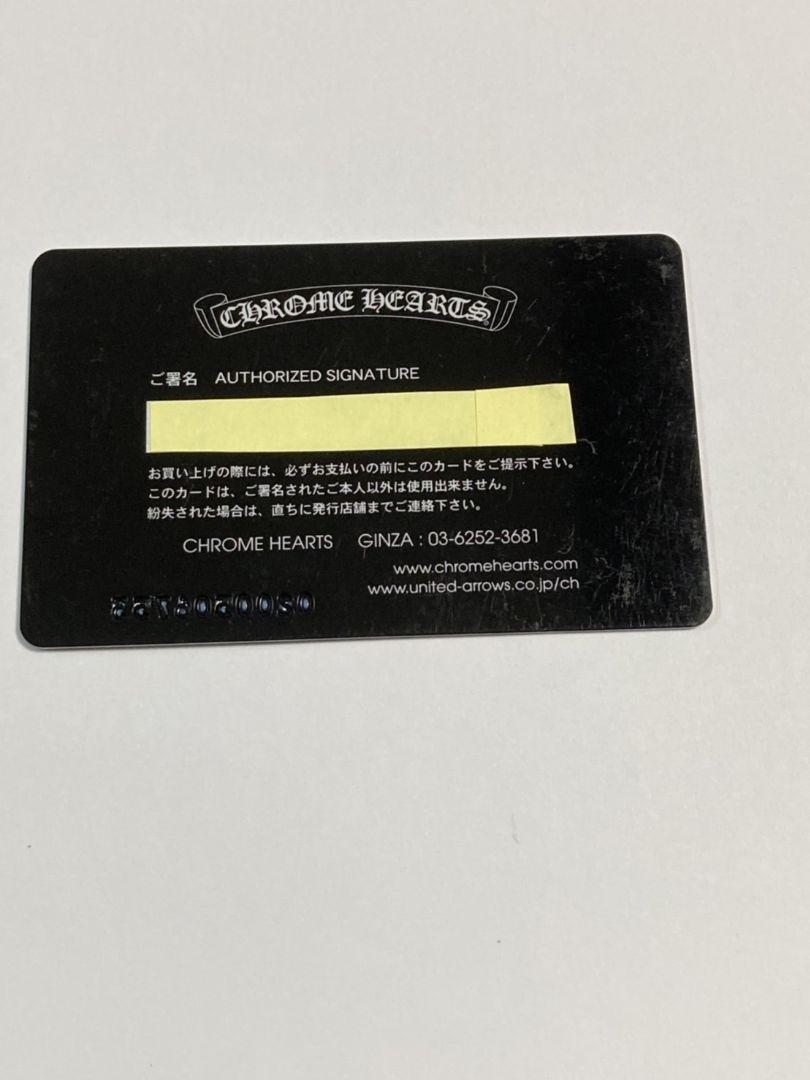 CHROME HEARTS
ご署名 AUTHORIZED SIGNATURE
お買い上げの際には、必ずお支払いの前にこのカードをご提示下さい。
このカードは、ご署名されたご本人以外は使用出来ません。
紛失された場合は、直ちに発行店舗までご連絡下さい。
CHROME HEARTS GINZA : 03-6252-3681
www.chromehearts.com
www.united-arrows.co.jp/ch